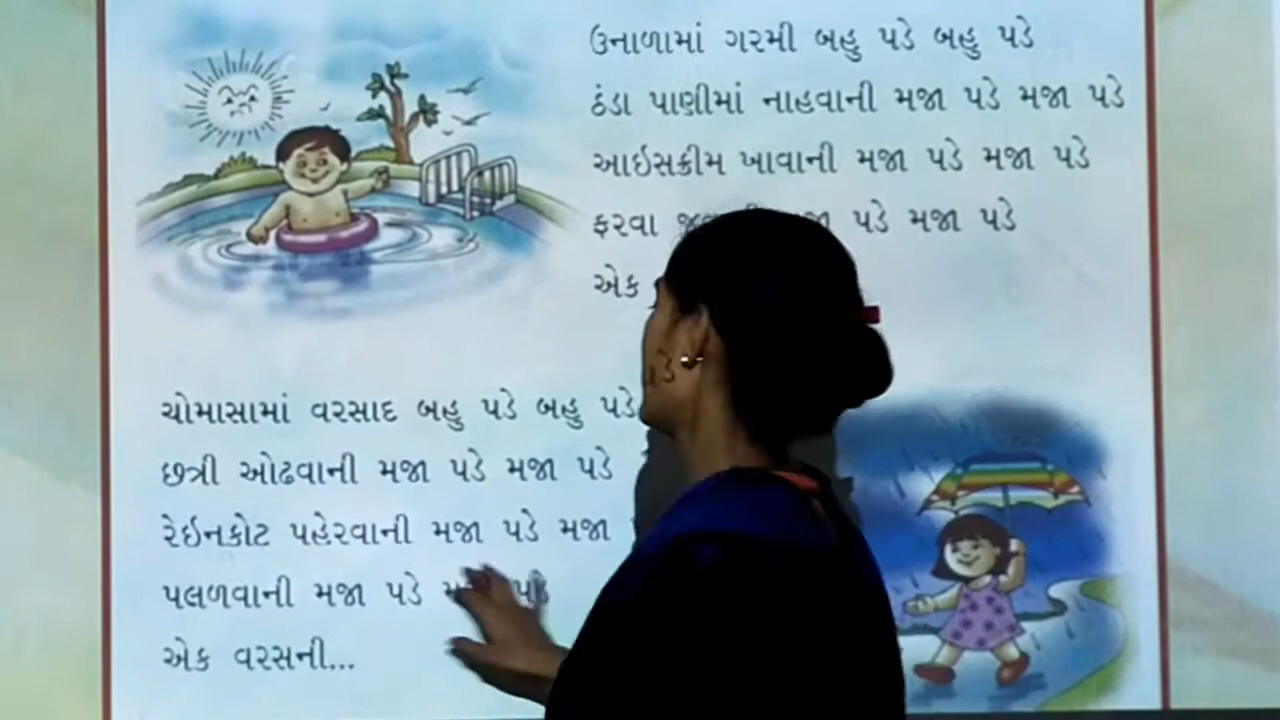 ઉનાળામાં ગરમી બહુ પડે બહુ પડે
ઠંડા પાણીમાં નાહવાની મજા પડે મજા પડે
આઇસક્રીમ ખાવાની મજા પડે મજા પડે
ફરવા પડે મજા પડે
એક
ચોમાસામાં વરસાદ બહુ પડે બહુ પડે
છત્રી ઓઢવાની મજા પડે મજા પડે
રેઇનકોટ પહેરવાની મજા પડે મજા
પલળવાની મજા પડે પડે
એક વરસની...